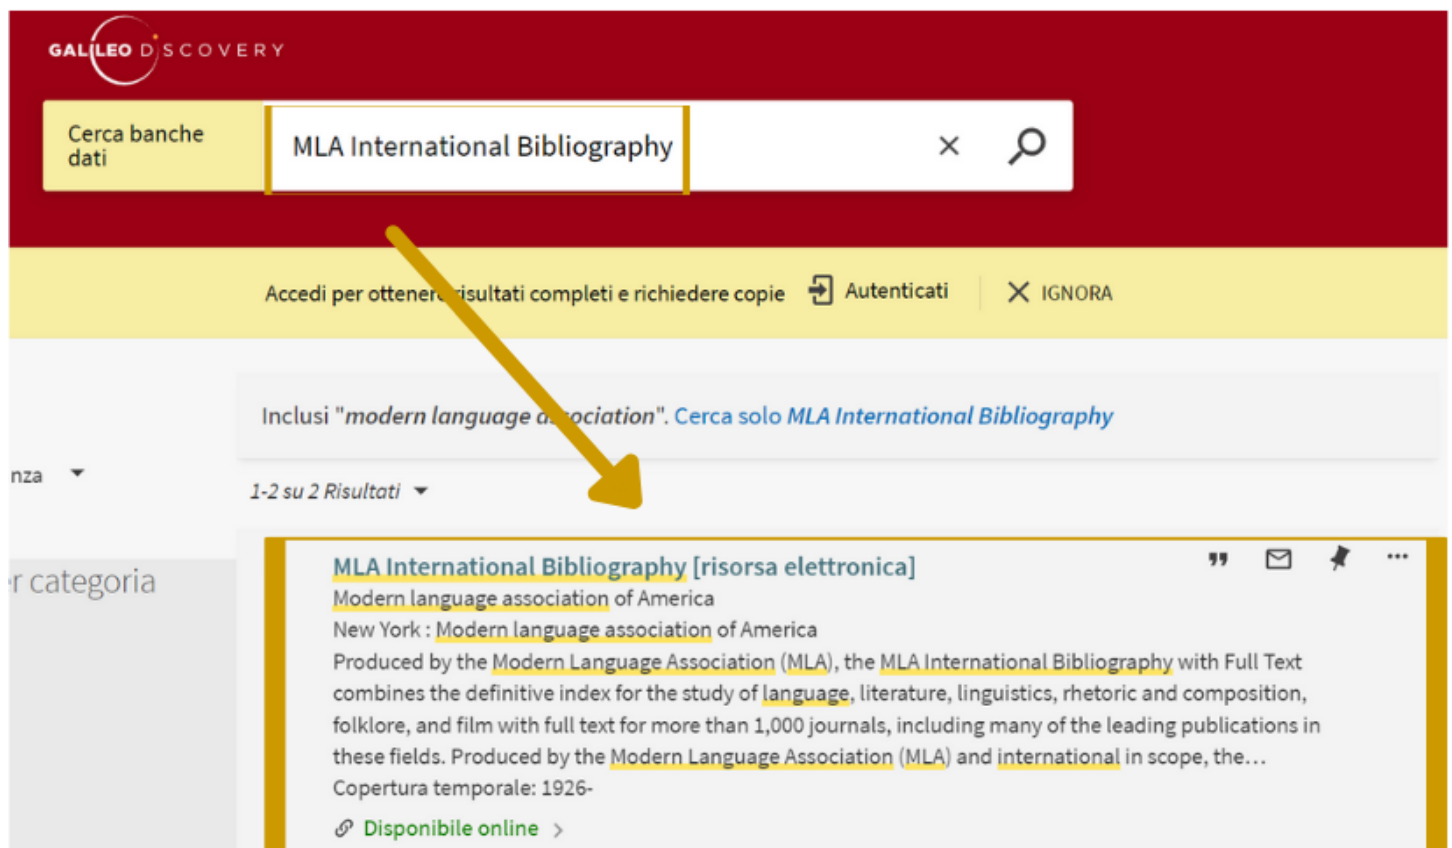 GALILEO DISCOVERY
Cerca banche
dati
MLA International Bibliography
Accedi per ottenere risultati completi e richiedere copie
Autenticati
IGNORA
Inclusi "modern language association". Cerca solo MLA International Bibliography
nza
1-2 su 2 Risultati
r categoria
MLA International Bibliography [risorsa elettronica]
Modern language association of America
New York : Modern language association of America
Produced by the Modern Language Association (MLA), the MLA International Bibliography with Full Text
combines the definitive index for the study of language, literature, linguistics, rhetoric and composition,
folklore, and film with full text for more than 1,000 journals, including many of the leading publications in
these fields. Produced by the Modern Language Association (MLA) and international in scope, the...
Copertura temporale: 1926-
Disponibile online